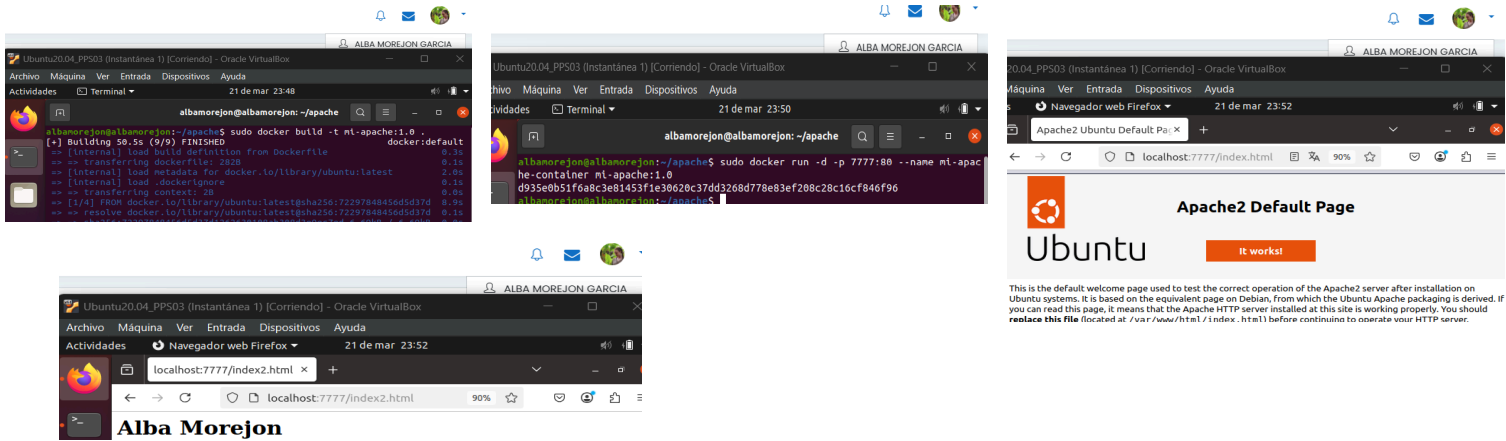 ALBA MOREJON GARCIA
Ubuntu20.04_PPS03 (Instantánea 1) [Corriendo] - Oracle VirtualBox
Archivo Máquina Ver Entrada Dispositivos Ayuda
Actividades Terminal 21 de mar 23:48
albamorejon@albamorejon: ~/apache
albamorejon@albamorejon:~/apache$ sudo docker build -t mi-apache:1.0 .
[+] Building 50.5s (9/9) FINISHED docker:default
=> [internal] load build definition from Dockerfile 0.3s
=> => transferring dockerfile: 282B 0.1s
=> [internal] load metadata for docker.io/library/ubuntu:latest 2.0s
=> [internal] load .dockerignore 0.1s
=> => transferring context: 2B 0.0s
=> [1/4] FROM docker.io/library/ubuntu:latest@sha256:72297848456d5d37d 8.9s
=> => resolve docker.io/library/ubuntu:latest@sha256:72297848456d5d37d 0.1s
ALBA MOREJON GARCIA
Ubuntu20.04_PPS03 (Instantánea 1) [Corriendo] - Oracle VirtualBox
hivo Máquina Ver Entrada Dispositivos Ayuda
ividades Terminal 21 de mar 23:50
albamorejon@albamorejon: ~/apache
albamorejon@albamorejon:~/apache$ sudo docker run -d -p 7777:80 --name mi-apac
he-container mi-apache:1.0
d935e0b51f6a8c3e81453f1e30620c37dd3268d778e83ef208c28c16cf846f96
albamorejon@albamorejon:~/apache$
ALBA MOREJON GARCIA
20.04_PPS03 (Instantánea 1) [Corriendo] - Oracle VirtualBox
Máquina Ver Entrada Dispositivos Ayuda
s Navegador web Firefox 21 de mar 23:52
Apache2 Ubuntu Default Pag
localhost:7777/index.html 90%
Apache2 Default Page
Ubuntu
It works!
This is the default welcome page used to test the correct operation of the Apache2 server after installation on
Ubuntu systems. It is based on the equivalent page on Debian, from which the Ubuntu Apache packaging is derived. If
you can read this page, it means that the Apache HTTP server installed at this site is working properly. You should
replace this file (located at /var/www/html/index.html) before continuing to operate your HTTP server.
ALBA MOREJON GARCIA
Ubuntu20.04_PPS03 (Instantánea 1) [Corriendo] - Oracle VirtualBox
Archivo Máquina Ver Entrada Dispositivos Ayuda
Actividades Navegador web Firefox 21 de mar 23:52
localhost:7777/index2.html
localhost:7777/index2.html 90%
Alba Morejon